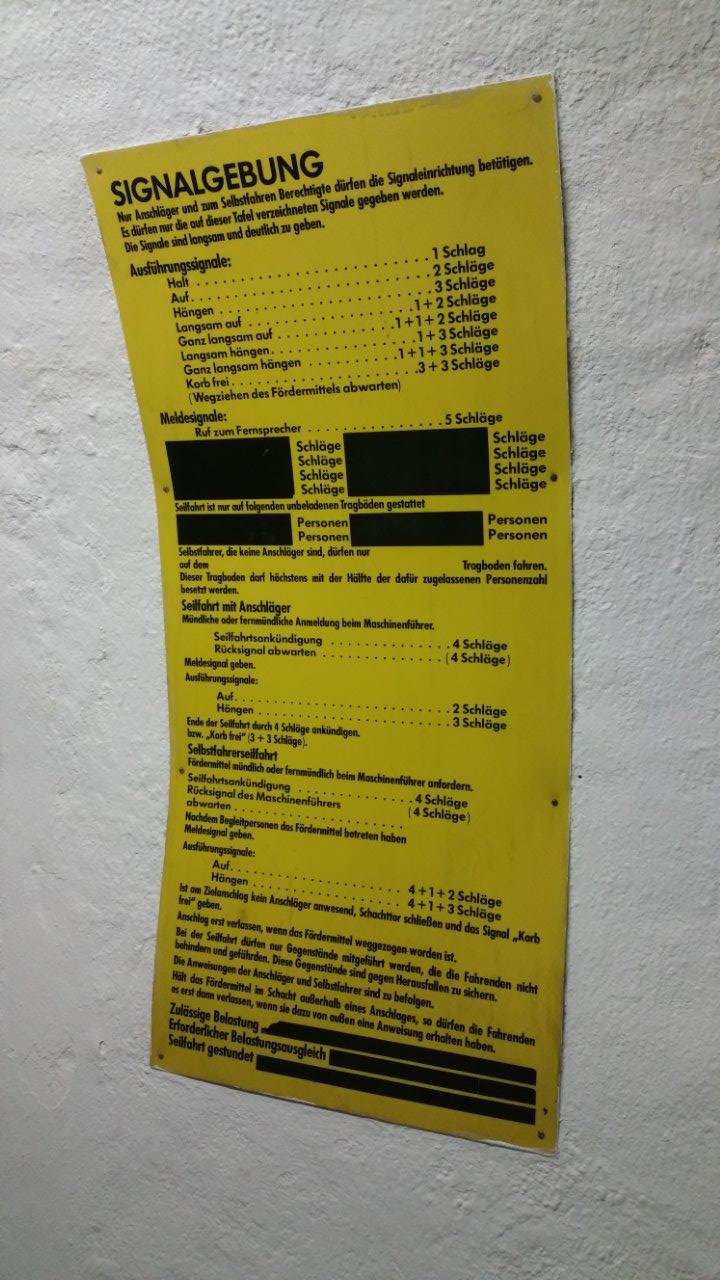 SIGNALGEBUNG
Nur Anschläger und zum Selbstfahren Berechtigte dürfen die Signaleinrichtung betätigen.
Es dürfen nur die auf dieser Tafel verzeichneten Signale gegeben werden.
Die Signale sind langsam und deutlich zu geben.
Ausführungssignale:
Halt . . . . . . . . . . . . . . . . . . . . . 1 Schlag
Auf . . . . . . . . . . . . . . . . . . . . . 2 Schläge
Hängen . . . . . . . . . . . . . . . . . . . 3 Schläge
Langsam auf . . . . . . . . . . . . . . . 1+2 Schläge
Ganz langsam auf . . . . . . . . . . . 1+1+2 Schläge
Langsam hängen . . . . . . . . . . . . . 1+3 Schläge
Ganz langsam hängen . . . . . . . . . 1+1+3 Schläge
Korb frei . . . . . . . . . . . . . . . . . 3+3 Schläge
(Wegziehen des Fördermittels abwarten)
Meldesignale:
Ruf zum Fernsprecher . . . . . . . . . . . . 5 Schläge
Schläge Schläge
Schläge Schläge
Schläge Schläge
Schläge Schläge
Seilfahrt ist nur auf folgenden unbeladenen Tragböden gestattet
Personen Personen
Personen Personen
Selbstfahrer, die keine Anschläger sind, dürfen nur
auf dem Tragboden fahren.
Dieser Tragboden darf höchstens mit der Hälfte der dafür zugelassenen Personenzahl
besetzt werden.
Seilfahrt mit Anschläger
Mündliche oder fernmündliche Anmeldung beim Maschinenführer.
Seilfahrtsankündigung . . . . . . . . . . . . 4 Schläge
Rücksignal abwarten . . . . . . . . . . . . (4 Schläge)
Meldesignal geben.
Ausführungssignale:
Auf . . . . . . . . . . . . . . . . . . . . . 2 Schläge
Hängen . . . . . . . . . . . . . . . . . . . 3 Schläge
Ende der Seilfahrt durch 4 Schläge ankündigen.
bzw. „Korb frei" (3 + 3 Schläge).
Selbstfahrerseilfahrt
Fördermittel mündlich oder fernmündlich beim Maschinenführer anfordern.
Seilfahrtsankündigung . . . . . . . . . . . . 4 Schläge
Rücksignal des Maschinenführers (4 Schläge)
abwarten . . . . . . . . . . . . . . . . .
Nachdem Begleitpersonen das Fördermittel betreten haben
Meldesignal geben.
Ausführungssignale:
Auf . . . . . . . . . . . . . . . . . . . 4+1+2 Schläge
Hängen . . . . . . . . . . . . . . . . . 4+1+3 Schläge
Ist am Zielanschlag kein Anschläger anwesend, Schachttor schließen und das Signal „Korb
frei" geben.
Anschlag erst verlassen, wenn das Fördermittel weggezogen worden ist.
Bei der Seilfahrt dürfen nur Gegenstände mitgeführt werden, die die Fahrenden nicht
behindern und gefährden. Diese Gegenstände sind gegen Herausfallen zu sichern.
Die Anweisungen der Anschläger und Selbstfahrer sind zu befolgen.
Hält das Fördermittel im Schacht außerhalb eines Anschlages, so dürfen die Fahrenden
es erst dann verlassen, wenn sie dazu von außen eine Anweisung erhalten haben.
Zulässige Belastung
Erforderlicher Belastungsausgleich
Seilfahrt gestundet